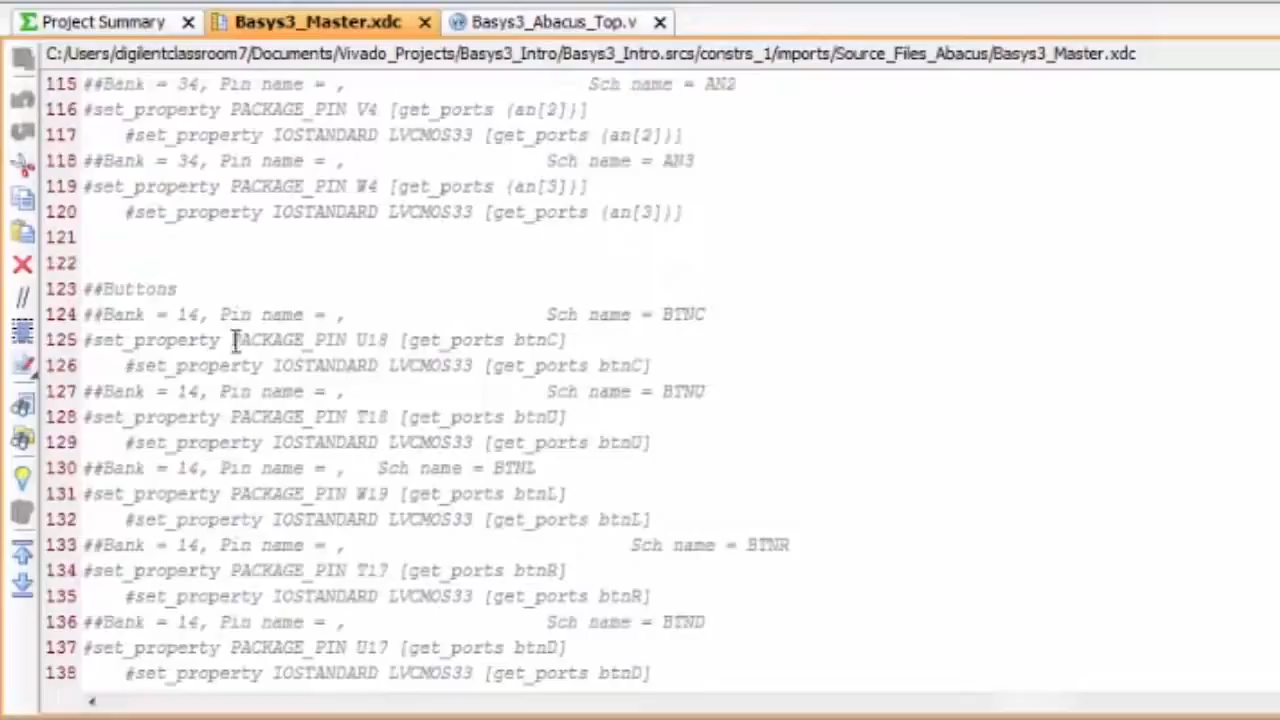 Project Summary × Basys3_Master.xdc × Basys3_Abacus_Top.v ×
C:/Users/digilentclassroom7/Documents/Vivado_Projects/Basys3_Intro/Basys3_Intro.srcs/constrs_1/imports/Source_Files_Abacus/Basys3_Master.xdc
115 ##Bank = 34, Pin name = , Sch name = AN2
116 #set_property PACKAGE_PIN V4 [get_ports {an[2]}]
117 #set_property IOSTANDARD LVCMOS33 [get_ports {an[2]}]
118 ##Bank = 34, Pin name = , Sch name = AN3
119 #set_property PACKAGE_PIN W4 [get_ports {an[3]}]
120 #set_property IOSTANDARD LVCMOS33 [get_ports {an[3]}]
121
122
123 ##Buttons
124 ##Bank = 14, Pin name = , Sch name = BTNC
125 #set_property PACKAGE_PIN U18 [get_ports btnC]
126 #set_property IOSTANDARD LVCMOS33 [get_ports btnC]
127 ##Bank = 14, Pin name = , Sch name = BTNU
128 #set_property PACKAGE_PIN T18 [get_ports btnU]
129 #set_property IOSTANDARD LVCMOS33 [get_ports btnU]
130 ##Bank = 14, Pin name = , Sch name = BTNL
131 #set_property PACKAGE_PIN W19 [get_ports btnL]
132 #set_property IOSTANDARD LVCMOS33 [get_ports btnL]
133 ##Bank = 14, Pin name = , Sch name = BTNR
134 #set_property PACKAGE_PIN T17 [get_ports btnR]
135 #set_property IOSTANDARD LVCMOS33 [get_ports btnR]
136 ##Bank = 14, Pin name = , Sch name = BTND
137 #set_property PACKAGE_PIN U17 [get_ports btnD]
138 #set_property IOSTANDARD LVCMOS33 [get_ports btnD]